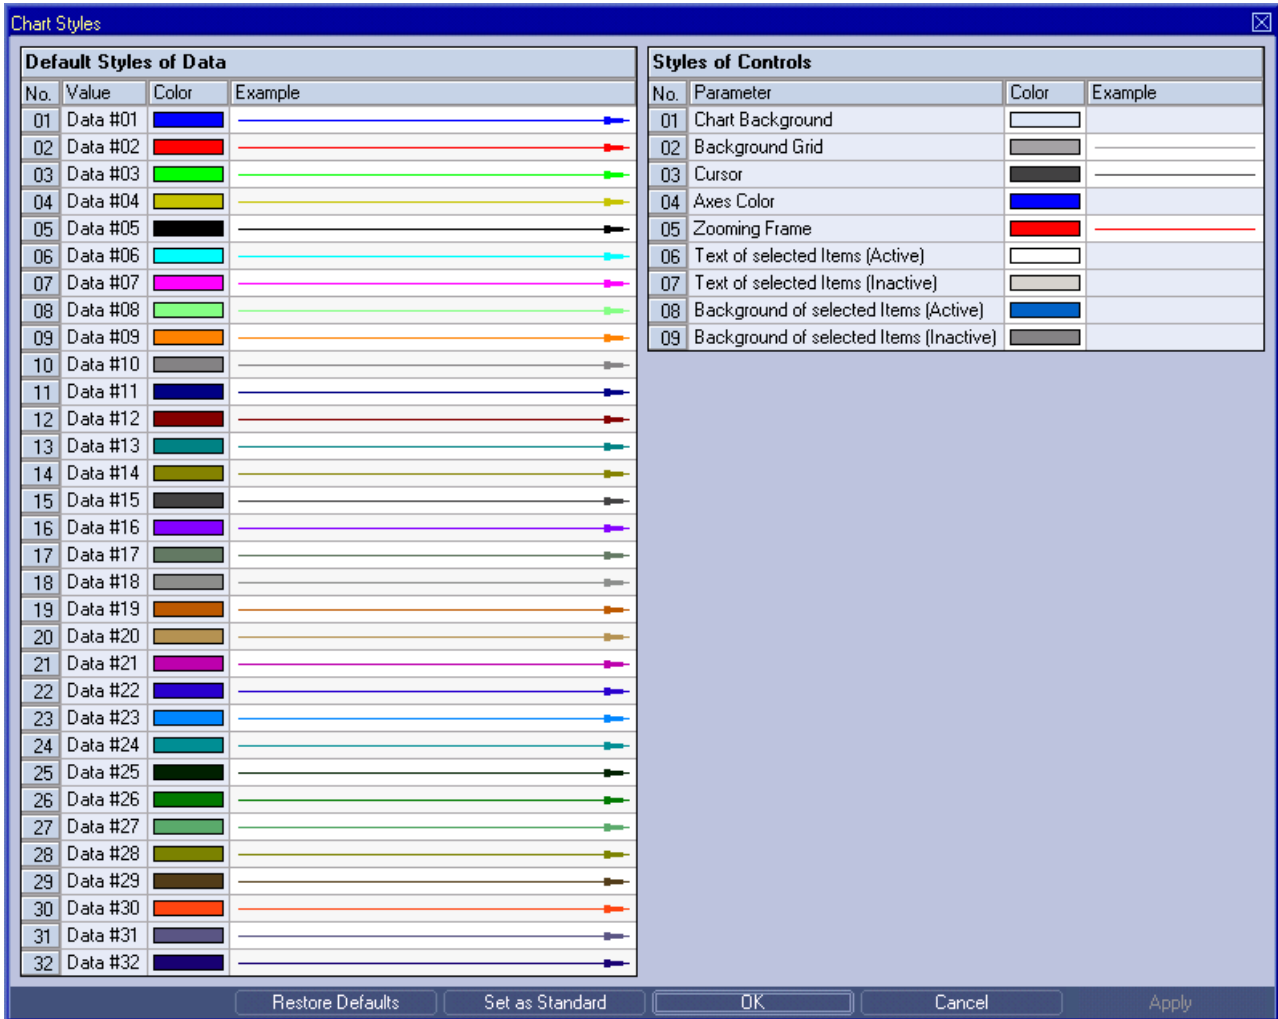 Chart Styles
Default Styles of Data
No. Value Color Example
01 Data #01
02 Data #02
03 Data #03
04 Data #04
05 Data #05
06 Data #06
07 Data #07
08 Data #08
09 Data #09
10 Data #10
11 Data #11
12 Data #12
13 Data #13
14 Data #14
15 Data #15
16 Data #16
17 Data #17
18 Data #18
19 Data #19
20 Data #20
21 Data #21
22 Data #22
23 Data #23
24 Data #24
25 Data #25
26 Data #26
27 Data #27
28 Data #28
29 Data #29
30 Data #30
31 Data #31
32 Data #32
Styles of Controls
No. Parameter Color Example
01 Chart Background
02 Background Grid
03 Cursor
04 Axes Color
05 Zooming Frame
06 Text of selected Items (Active)
07 Text of selected Items (Inactive)
08 Background of selected Items (Active)
09 Background of selected Items (Inactive)
Restore Defaults Set as Standard OK Cancel Apply